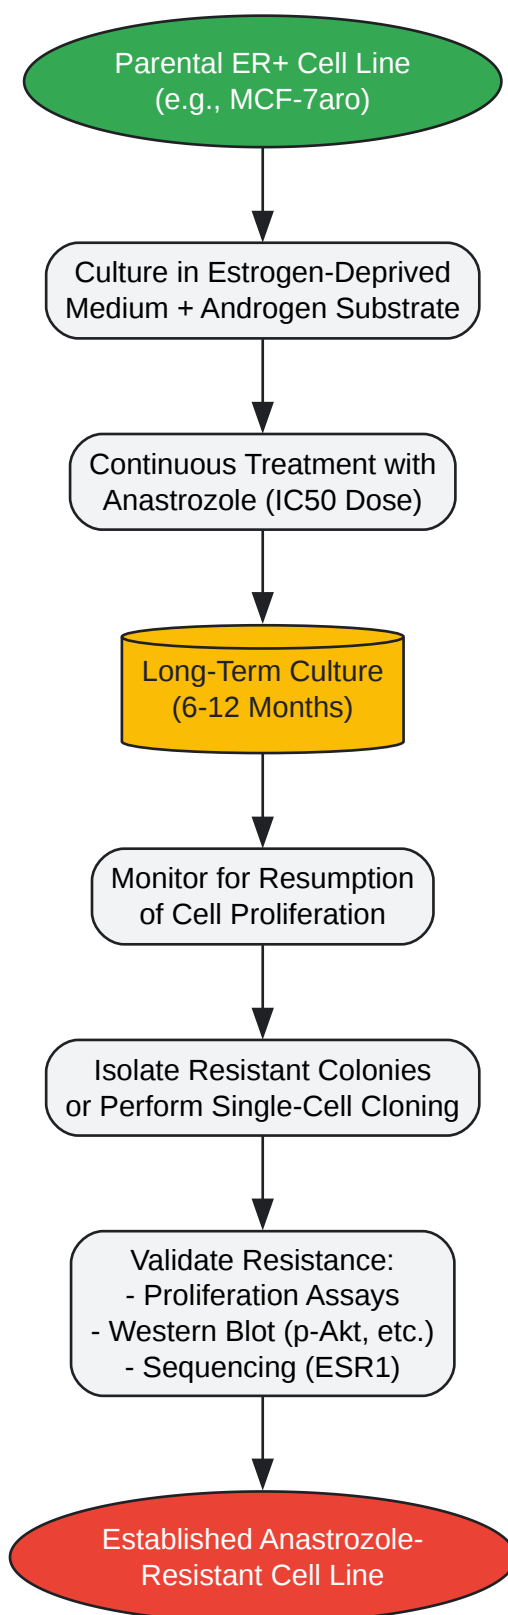 Parental ER+ Cell Line
(e.g., MCF-7aro)
Culture in Estrogen-Deprived
Medium + Androgen Substrate
Continuous Treatment with
Anastrozole (IC50 Dose)
Long-Term Culture
(6-12 Months)
Monitor for Resumption
of Cell Proliferation
Isolate Resistant Colonies
or Perform Single-Cell Cloning
Validate Resistance:
- Proliferation Assays
- Western Blot (p-Akt, etc.)
- Sequencing (ESR1)
Established Anastrozole-
Resistant Cell Line